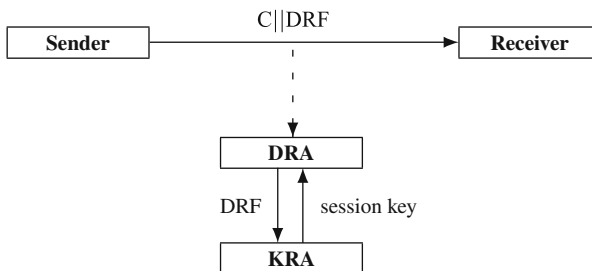 C||DRF
Sender
Receiver
DRA
DRF
session key
KRA